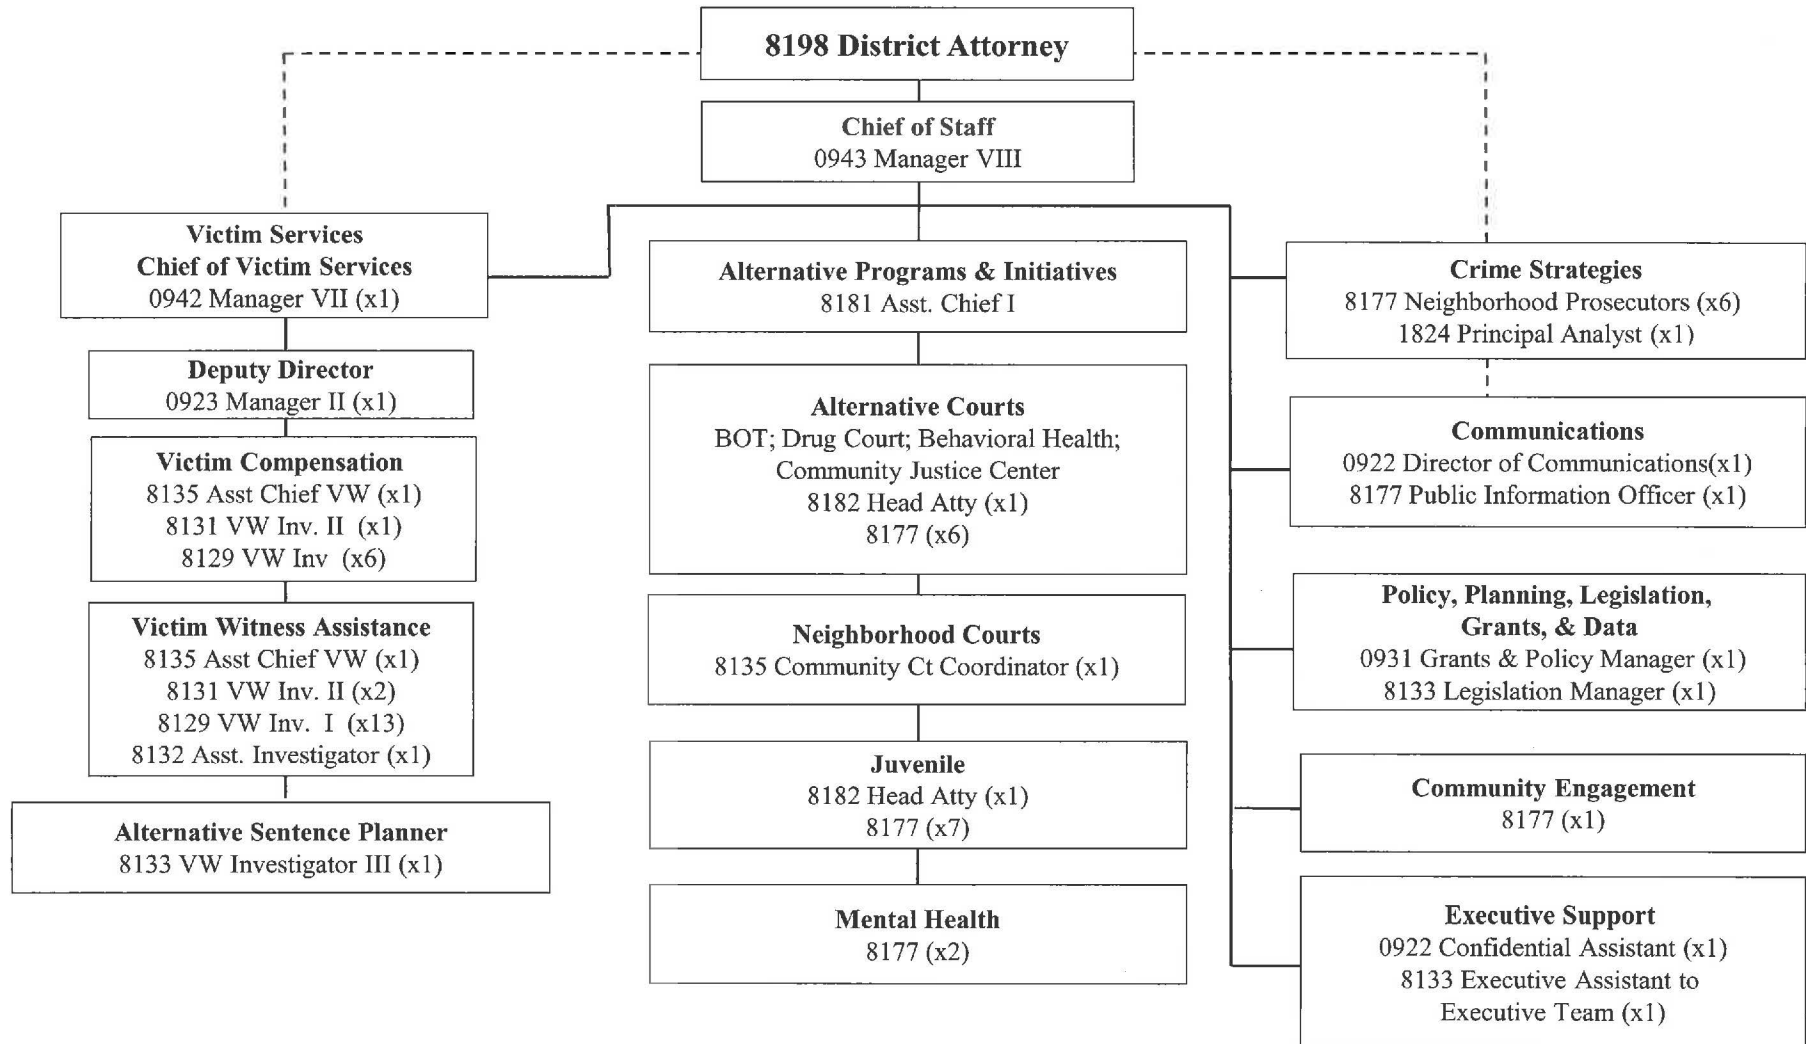 8198 District Attorney
Chief of Staff
0943 Manager VIII
Victim Services
Chief of Victim Services
0942 Manager VII (x1)
Deputy Director
0923 Manager II (x1)
Victim Compensation
8135 Asst Chief VW (x1)
8131 VW Inv. II (x1)
8129 VW Inv (x6)
Victim Witness Assistance
8135 Asst Chief VW (x1)
8131 VW Inv. II (x2)
8129 VW Inv. I (x13)
8132 Asst. Investigator (x1)
Alternative Sentence Planner
8133 VW Investigator III (x1)
Alternative Programs & Initiatives
8181 Asst. Chief I
Alternative Courts
BOT; Drug Court; Behavioral Health;
Community Justice Center
8182 Head Atty (x1)
8177 (x6)
Neighborhood Courts
8135 Community Ct Coordinator (x1)
Juvenile
8182 Head Atty (x1)
8177 (x7)
Mental Health
8177 (x2)
Crime Strategies
8177 Neighborhood Prosecutors (x6)
1824 Principal Analyst (x1)
Communications
0922 Director of Communications(x1)
8177 Public Information Officer (x1)
Policy, Planning, Legislation,
Grants, & Data
0931 Grants & Policy Manager (x1)
8133 Legislation Manager (x1)
Community Engagement
8177 (x1)
Executive Support
0922 Confidential Assistant (x1)
8133 Executive Assistant to
Executive Team (x1)